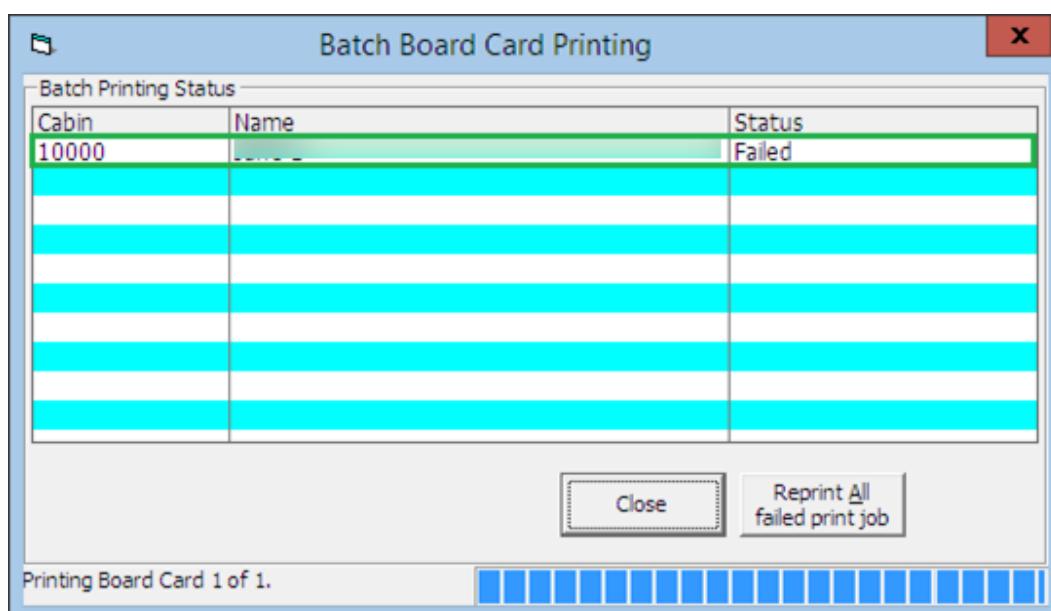 Batch Board Card Printing
x
Batch Printing Status
Cabin Name Status
10000 Failed
Close
Reprint All
failed print job
Printing Board Card 1 of 1.